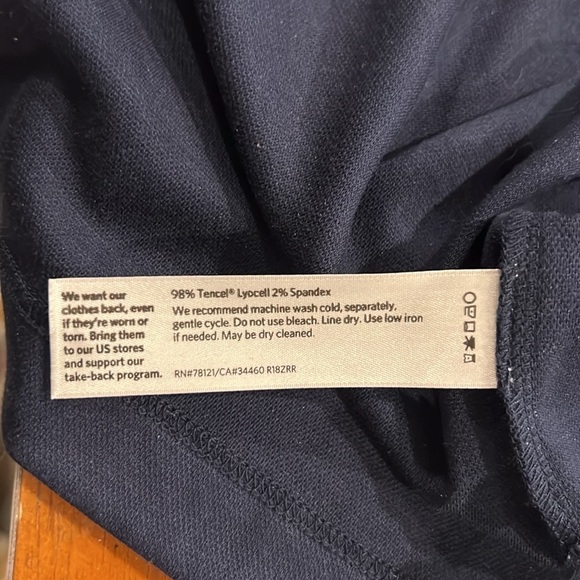 We want our
clothes back, even
if they're worn or
torn. Bring them
to our US stores
and support our
take-back program.
98% Tencel® Lyocell 2% Spandex
We recommend machine wash cold, separately,
gentle cycle. Do not use bleach. Line dry. Use low iron
if needed. May be dry cleaned.
RN#78121/CA#34460 R18ZRR